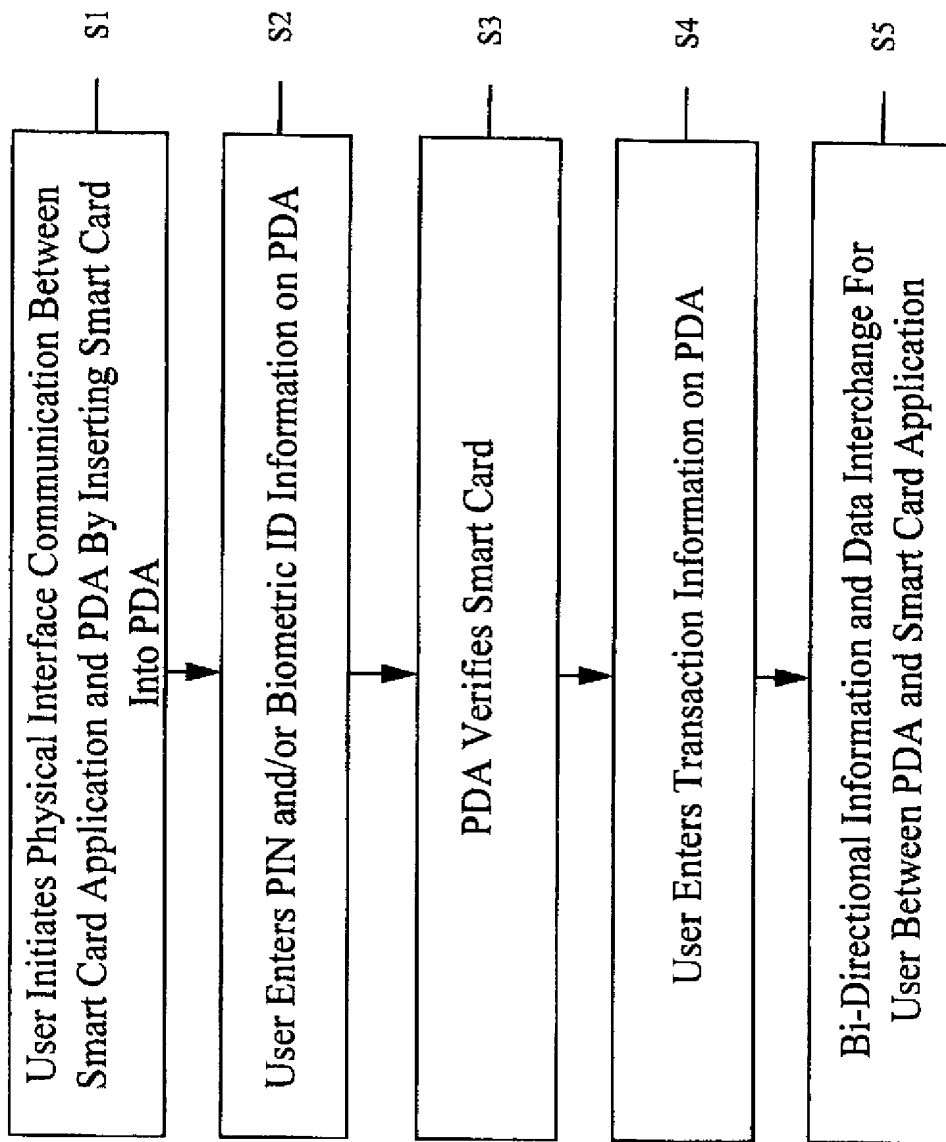 User Initiates Physical Interface Communication Between
Smart Card Application and PDA By Inserting Smart Card
Into PDA
S1
User Enters PIN and/or Biometric ID Information on PDA
S2
PDA Verifies Smart Card
S3
User Enters Transaction Information on PDA
S4
Bi-Directional Information and Data Interchange For
User Between PDA and Smart Card Application
S5